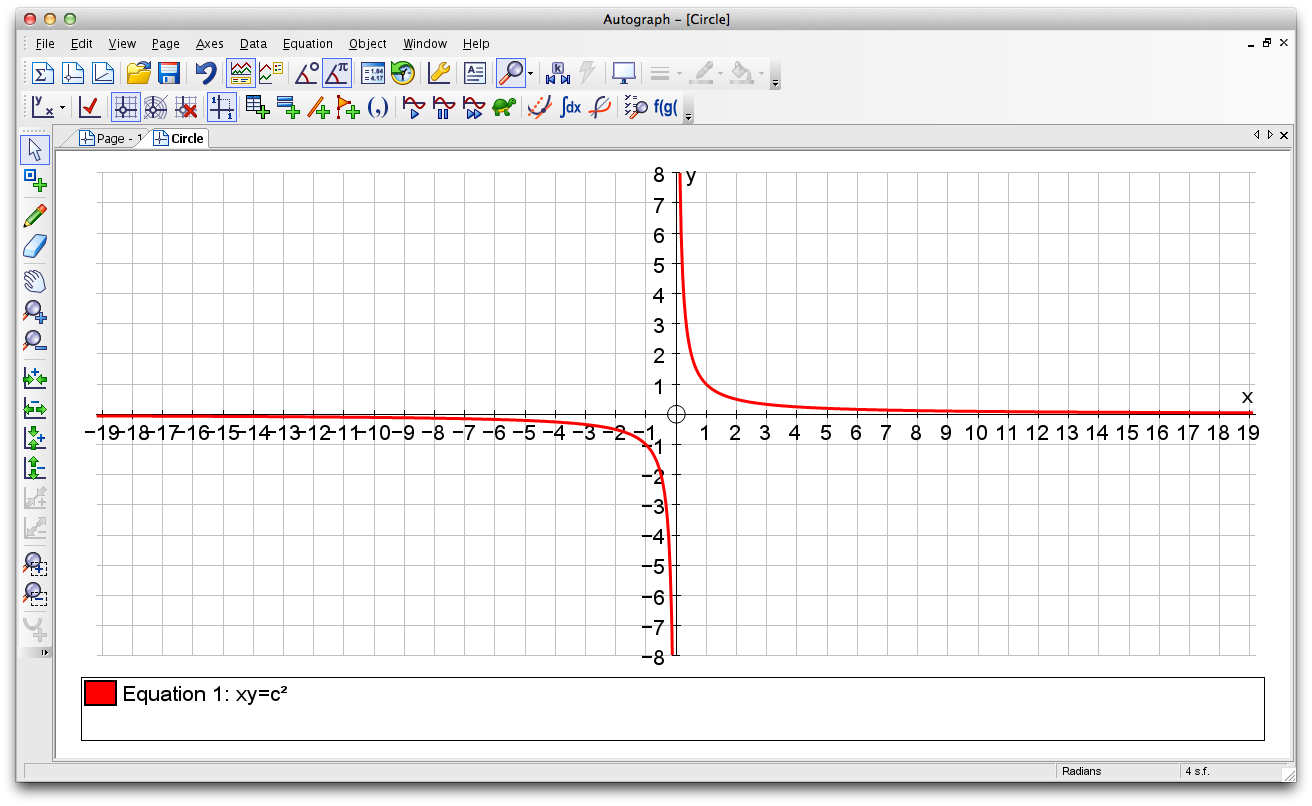 Autograph – [Circle]
File Edit View Page Axes Data Equation Object Window Help
f(g(
Page - 1 Circle
8 y
7
6
5
4
3
2
1
x
−19 −18 −17 −16 −15 −14 −13 −12 −11 −10 −9 −8 −7 −6 −5 −4 −3 −2 −1 1 2 3 4 5 6 7 8 9 10 11 12 13 14 15 16 17 18 19
−2
−3
−4
−5
−6
−7
−8
Equation 1: xy=c²
Radians 4 s.f.